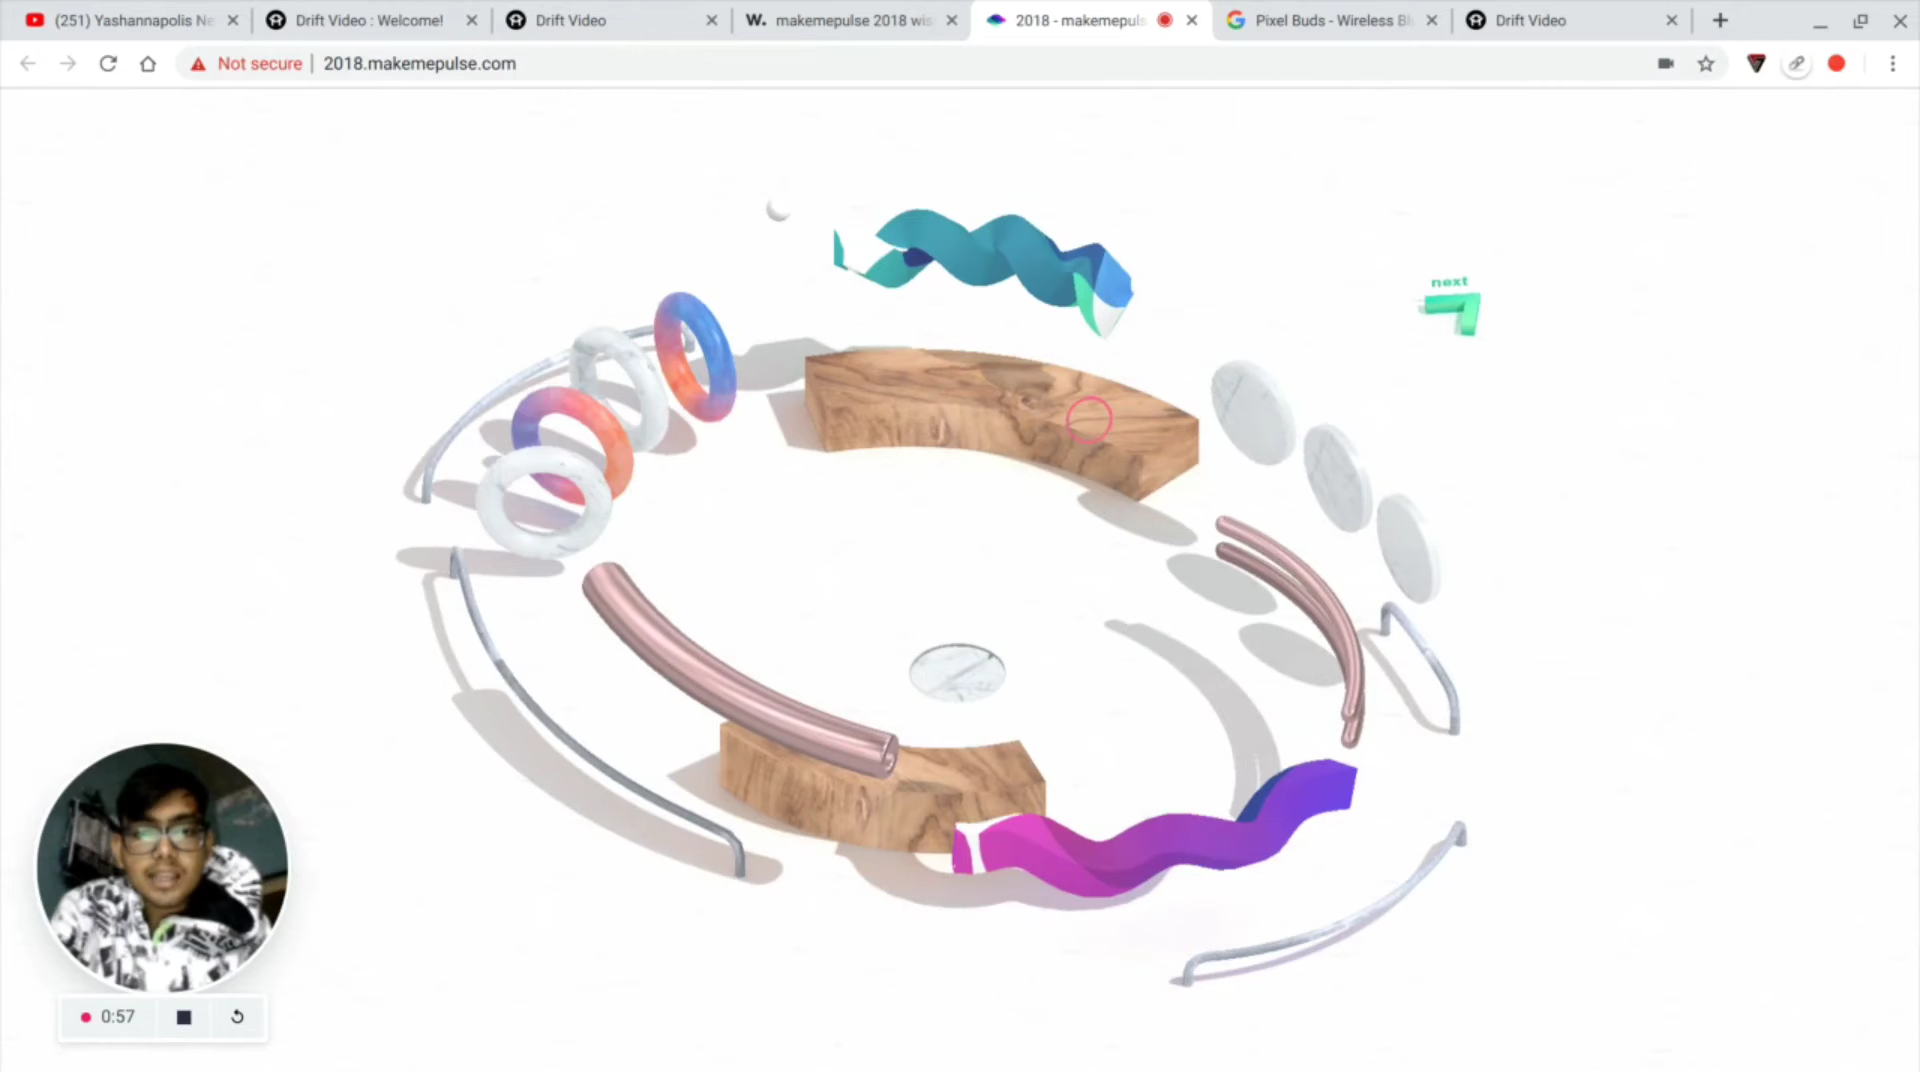 (251) Yashannapolis Ne
Drift Video : Welcome!
Drift Video
W. makemepulse 2018 wis
2018 - makemepuls
Pixel Buds - Wireless Bl
Drift Video
Not secure
2018.makemepulse.com
next
0:57